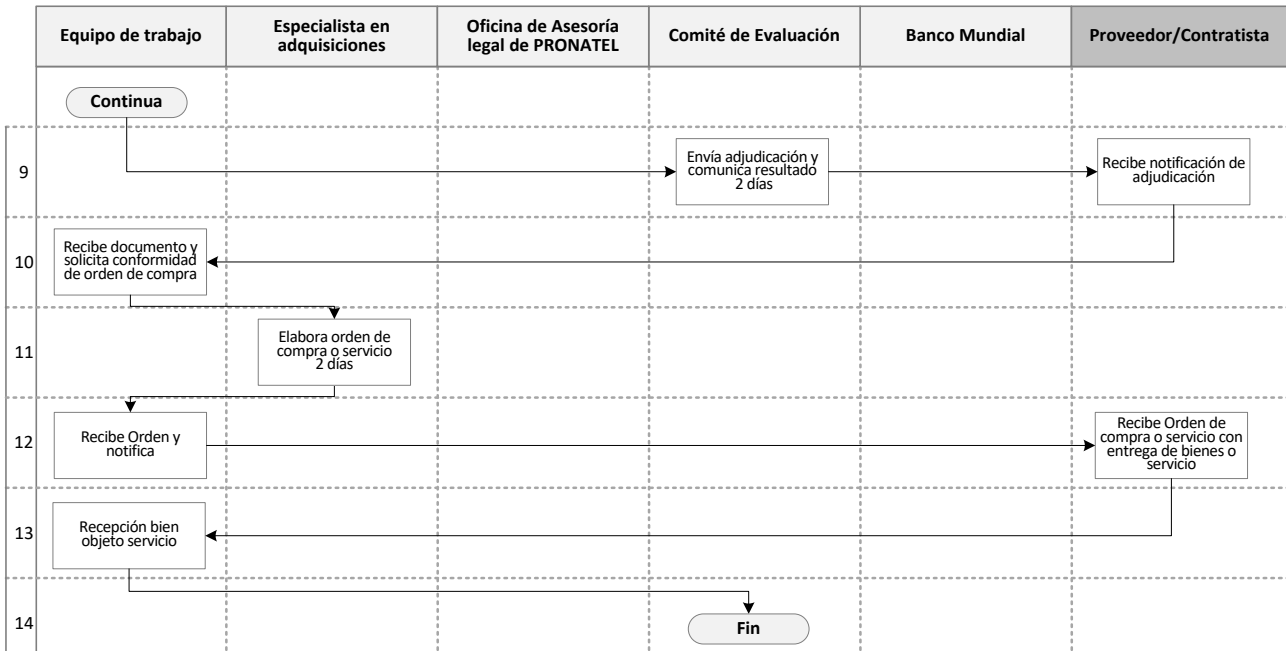 Equipo de trabajo
Especialista en
adquisiciones
Oficina de Asesoría
legal de PRONATEL
Comité de Evaluación
Banco Mundial
Proveedor/Contratista
Continua
9
Envía adjudicación y
comunica resultado
2 días
Recibe notificación de
adjudicación
10
Recibe documento y
solicita conformidad
de orden de compra
11
Elabora orden de
compra o servicio
2 días
12
Recibe Orden y
notifica
Recibe Orden de
compra o servicio con
entrega de bienes o
servicio
13
Recepción bien
objeto servicio
14
Fin